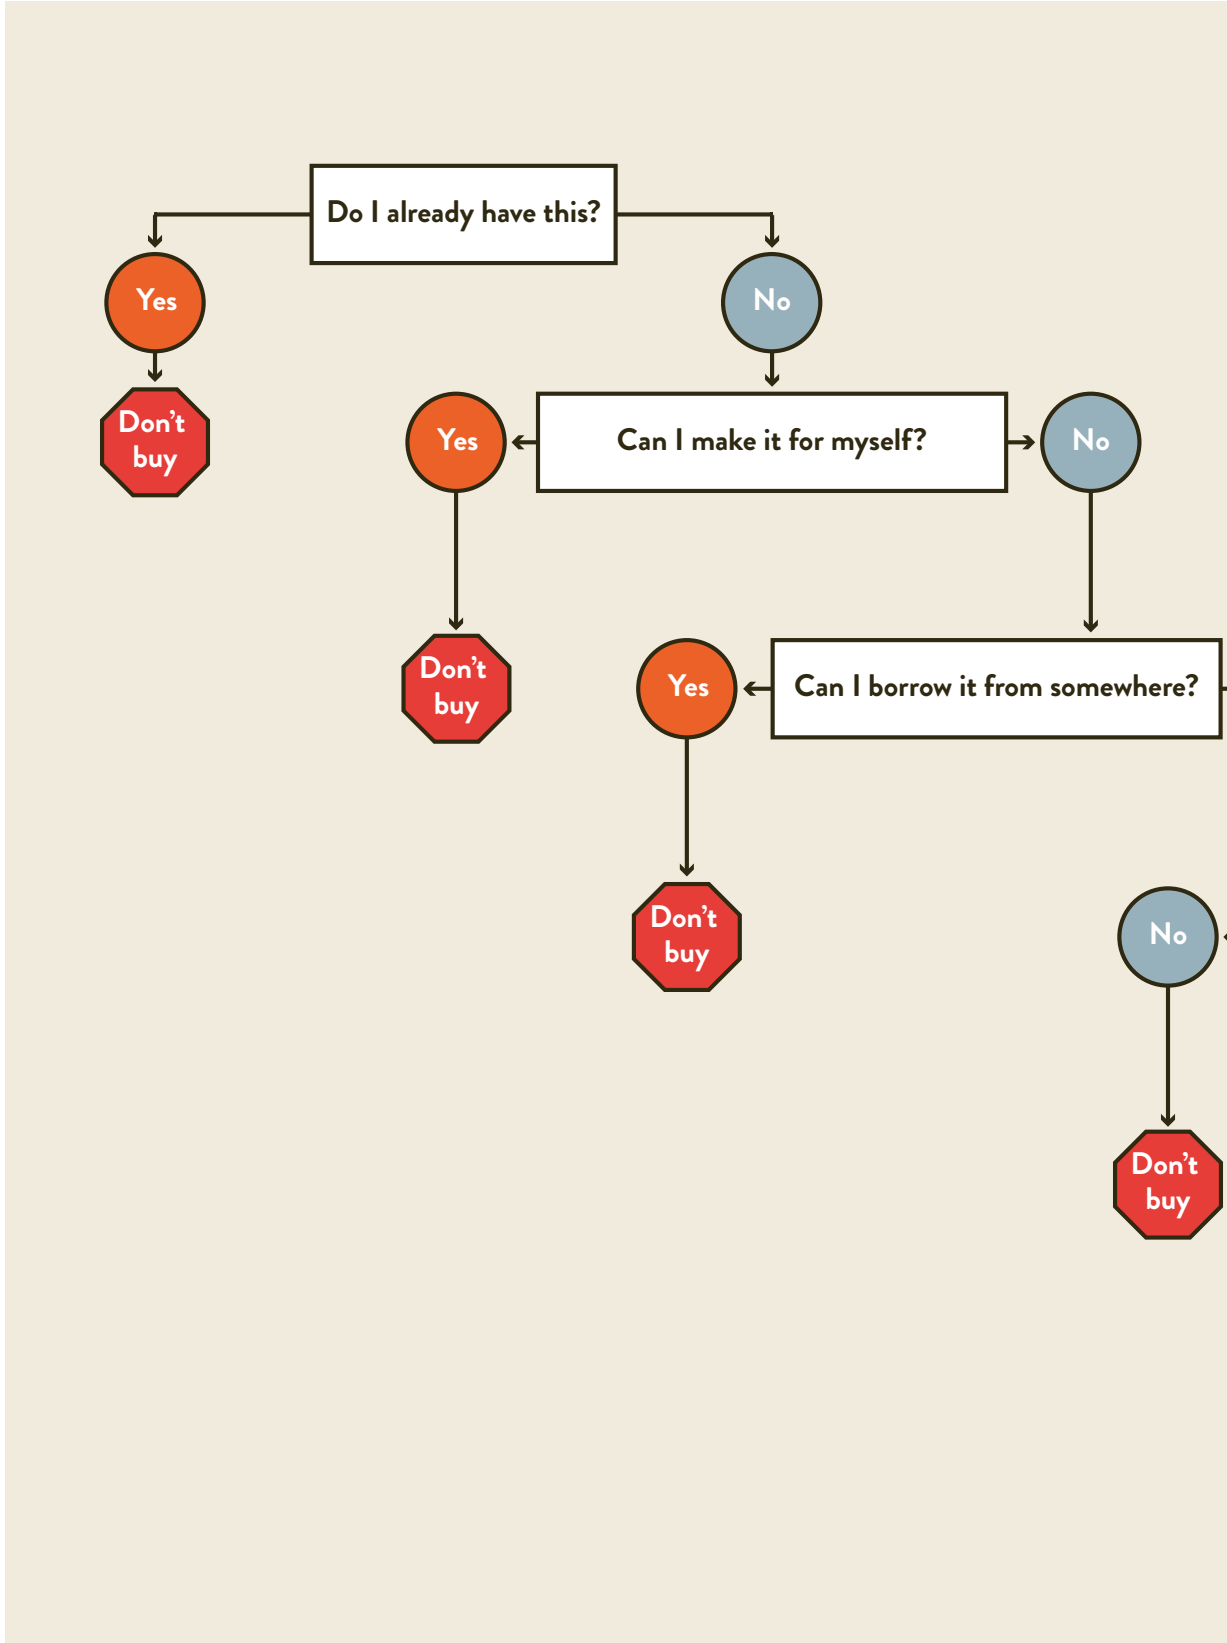 Do I already have this?
Yes
No
Don't
buy
Yes
Can I make it for myself?
No
Don't
buy
Yes
Can I borrow it from somewhere?
Don't
buy
No
Don't
buy